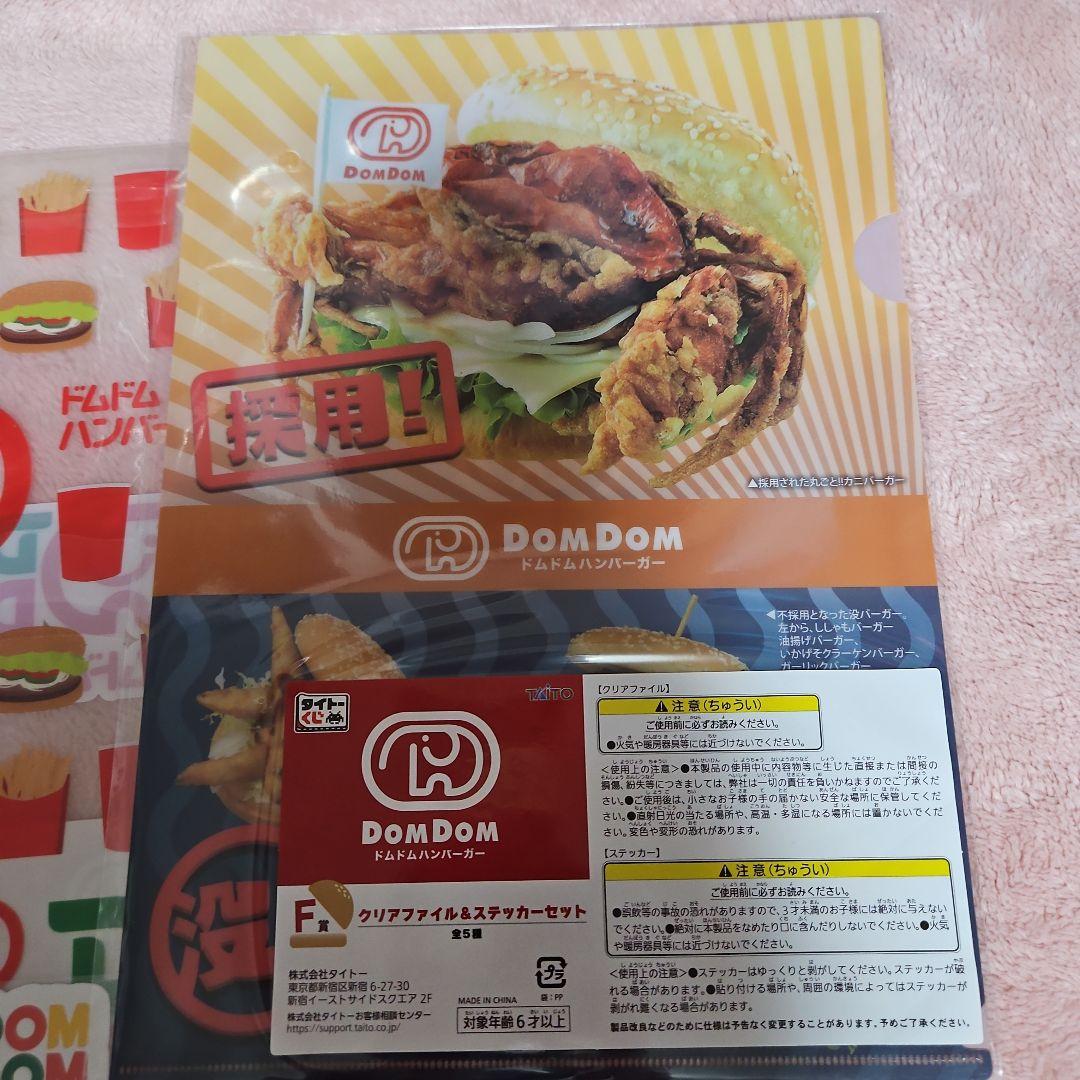 DOMDOM
ドムドム
ハンバー
採用!
▲採用された丸ごと!!カニバーガー
DOMDOM
ドムドムハンバーガー
◀不採用となった没バーガー。
左から、ししゃもバーガー
油揚げバーガー、
いかげそクラーケンバーガー、
ガーリックバーガー
没
タイトー
くじ
TAITO
DOMDOM
ドムドムハンバーガー
F賞
クリアファイル&ステッカーセット
全5種
株式会社タイトー
東京都新宿区新宿 6-27-30
新宿イーストサイドスクエア 2F
株式会社タイトーお客様相談センター
https://support.taito.co.jp/
MADE IN CHINA
プラ
袋:PP
対象年齢6才以上
【クリアファイル】
注意(ちゅうい)
ご使用前に必ずお読みください。
●火気や暖房器具等には近づけないでください。
<使用上の注意>●本製品の使用中に内容物等に生じた直接または間接の
損傷、紛失等につきましては、弊社は一切の責任を負いかねますのでご了承くだ
さい。●ご使用後は、小さなお子様の手の届かない安全な場所に保管してくだ
さい。●直射日光の当たる場所や、高温・多湿になる場所には置かないでくだ
さい。変色や変形の恐れがあります。
【ステッカー】
注意(ちゅうい)
ご使用前に必ずお読みください。
●誤飲等の事故の恐れがありますので、3才未満のお子様には絶対に与えない
でください。●絶対に本製品をなめたり口に含んだりしないでください。●火気
や暖房器具等には近づけないでください。
<使用上の注意>●ステッカーはゆっくりと剥がしてください。ステッカーが破
れる場合があります。●貼り付ける場所や、周囲の環境によってはステッカーが
剥がれ難くなる場合があります。
製品改良などのために仕様は予告なく変更することがあります。予めご了承ください。
OM
OM